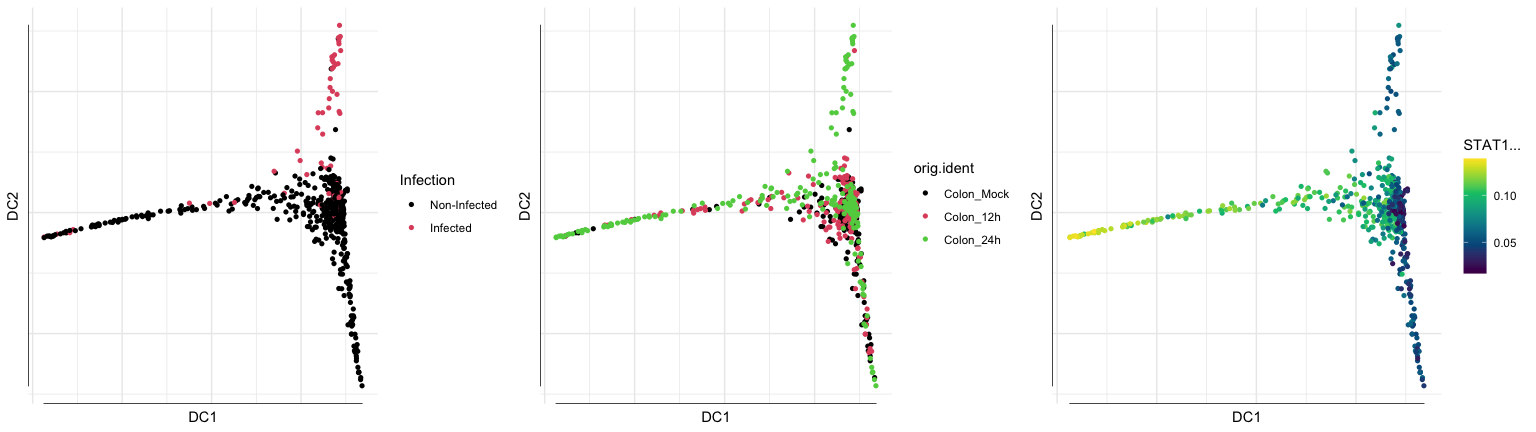 DC2
DC1
Infection
Non-Infected
Infected
DC2
DC1
orig.ident
Colon_Mock
Colon_12h
Colon_24h
DC2
DC1
STAT1...
0.10
0.05